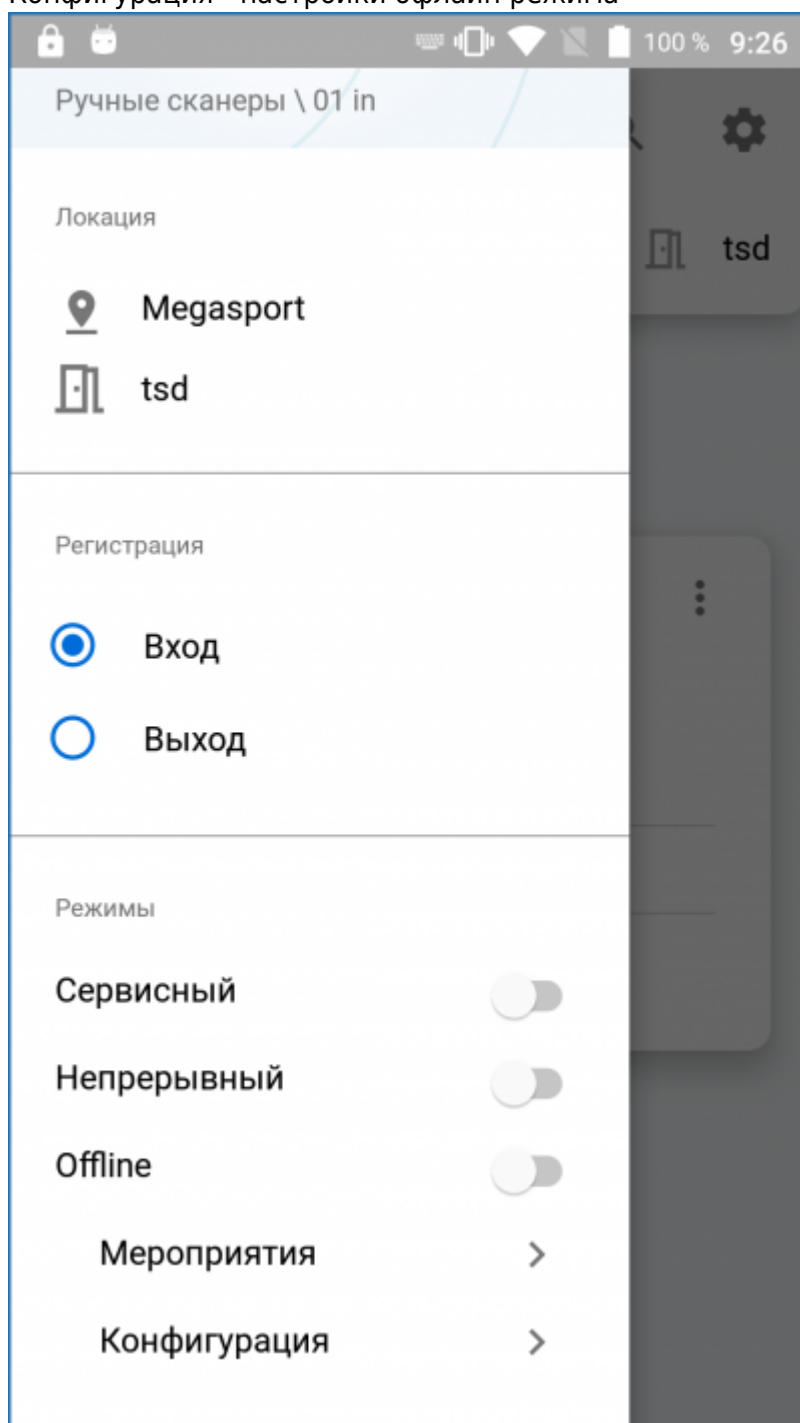 Конфигурация - настройки офлайн режима
100 % 9:26
Ручные сканеры \ 01 in
Локация
Megasport
tsd
tsd
Регистрация
Вход
Выход
Режимы
Сервисный
Непрерывный
Offline
Мероприятия
Конфигурация